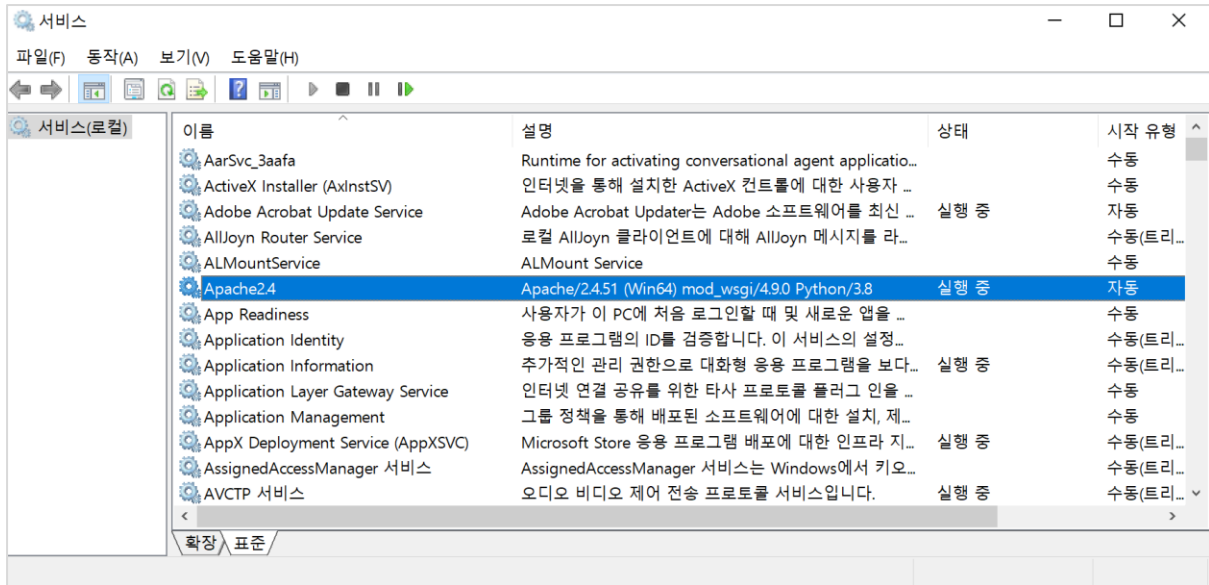 서비스
파일(F) 동작(A) 보기(V) 도움말(H)
서비스(로컬)
이름 설명 상태 시작 유형
AarSvc_3aafa Runtime for activating conversational agent applicatio... 수동
ActiveX Installer (AxInstSV) 인터넷을 통해 설치한 ActiveX 컨트롤에 대한 사용자 ... 수동
Adobe Acrobat Update Service Adobe Acrobat Updater는 Adobe 소프트웨어를 최신 ... 실행 중 자동
AllJoyn Router Service 로컬 AllJoyn 클라이언트에 대해 AllJoyn 메시지를 라... 수동(트리...
ALMountService ALMount Service 수동
Apache2.4 Apache/2.4.51 (Win64) mod_wsgi/4.9.0 Python/3.8 실행 중 자동
App Readiness 사용자가 이 PC에 처음 로그인할 때 및 새로운 앱을 ... 수동
Application Identity 응용 프로그램의 ID를 검증합니다. 이 서비스의 설정... 수동(트리...
Application Information 추가적인 관리 권한으로 대화형 응용 프로그램을 보다... 실행 중 수동(트리...
Application Layer Gateway Service 인터넷 연결 공유를 위한 타사 프로토콜 플러그 인을 ... 수동
Application Management 그룹 정책을 통해 배포된 소프트웨어에 대한 설치, 제... 수동
AppX Deployment Service (AppXSVC) Microsoft Store 응용 프로그램 배포에 대한 인프라 지... 실행 중 수동(트리...
AssignedAccessManager 서비스 AssignedAccessManager 서비스는 Windows에서 키오... 수동(트리...
AVCTP 서비스 오디오 비디오 제어 전송 프로토콜 서비스입니다. 실행 중 수동(트리...
확장 표준